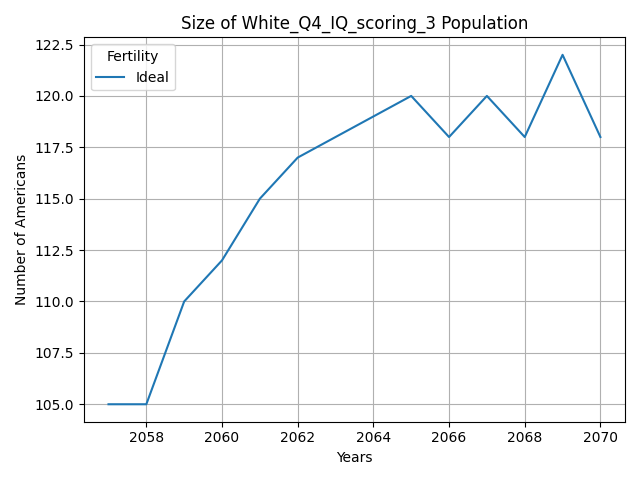 Size of White_Q4_IQ_scoring_3 Population
Fertility
Ideal
122.5
120.0
117.5
115.0
112.5
110.0
107.5
105.0
Number of Americans
2058 2060 2062 2064 2066 2068 2070
Years